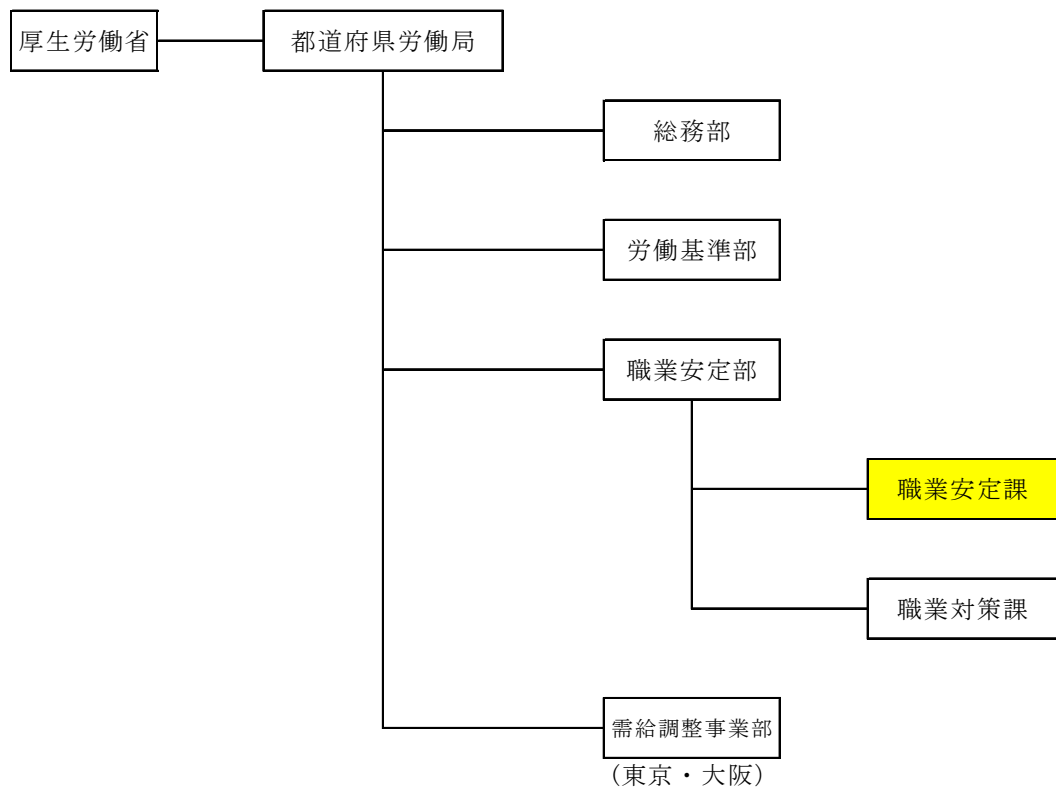 厚生労働省
都道府県労働局
総務部
労働基準部
職業安定部
職業安定課
職業対策課
需給調整事業部
（東京・大阪）